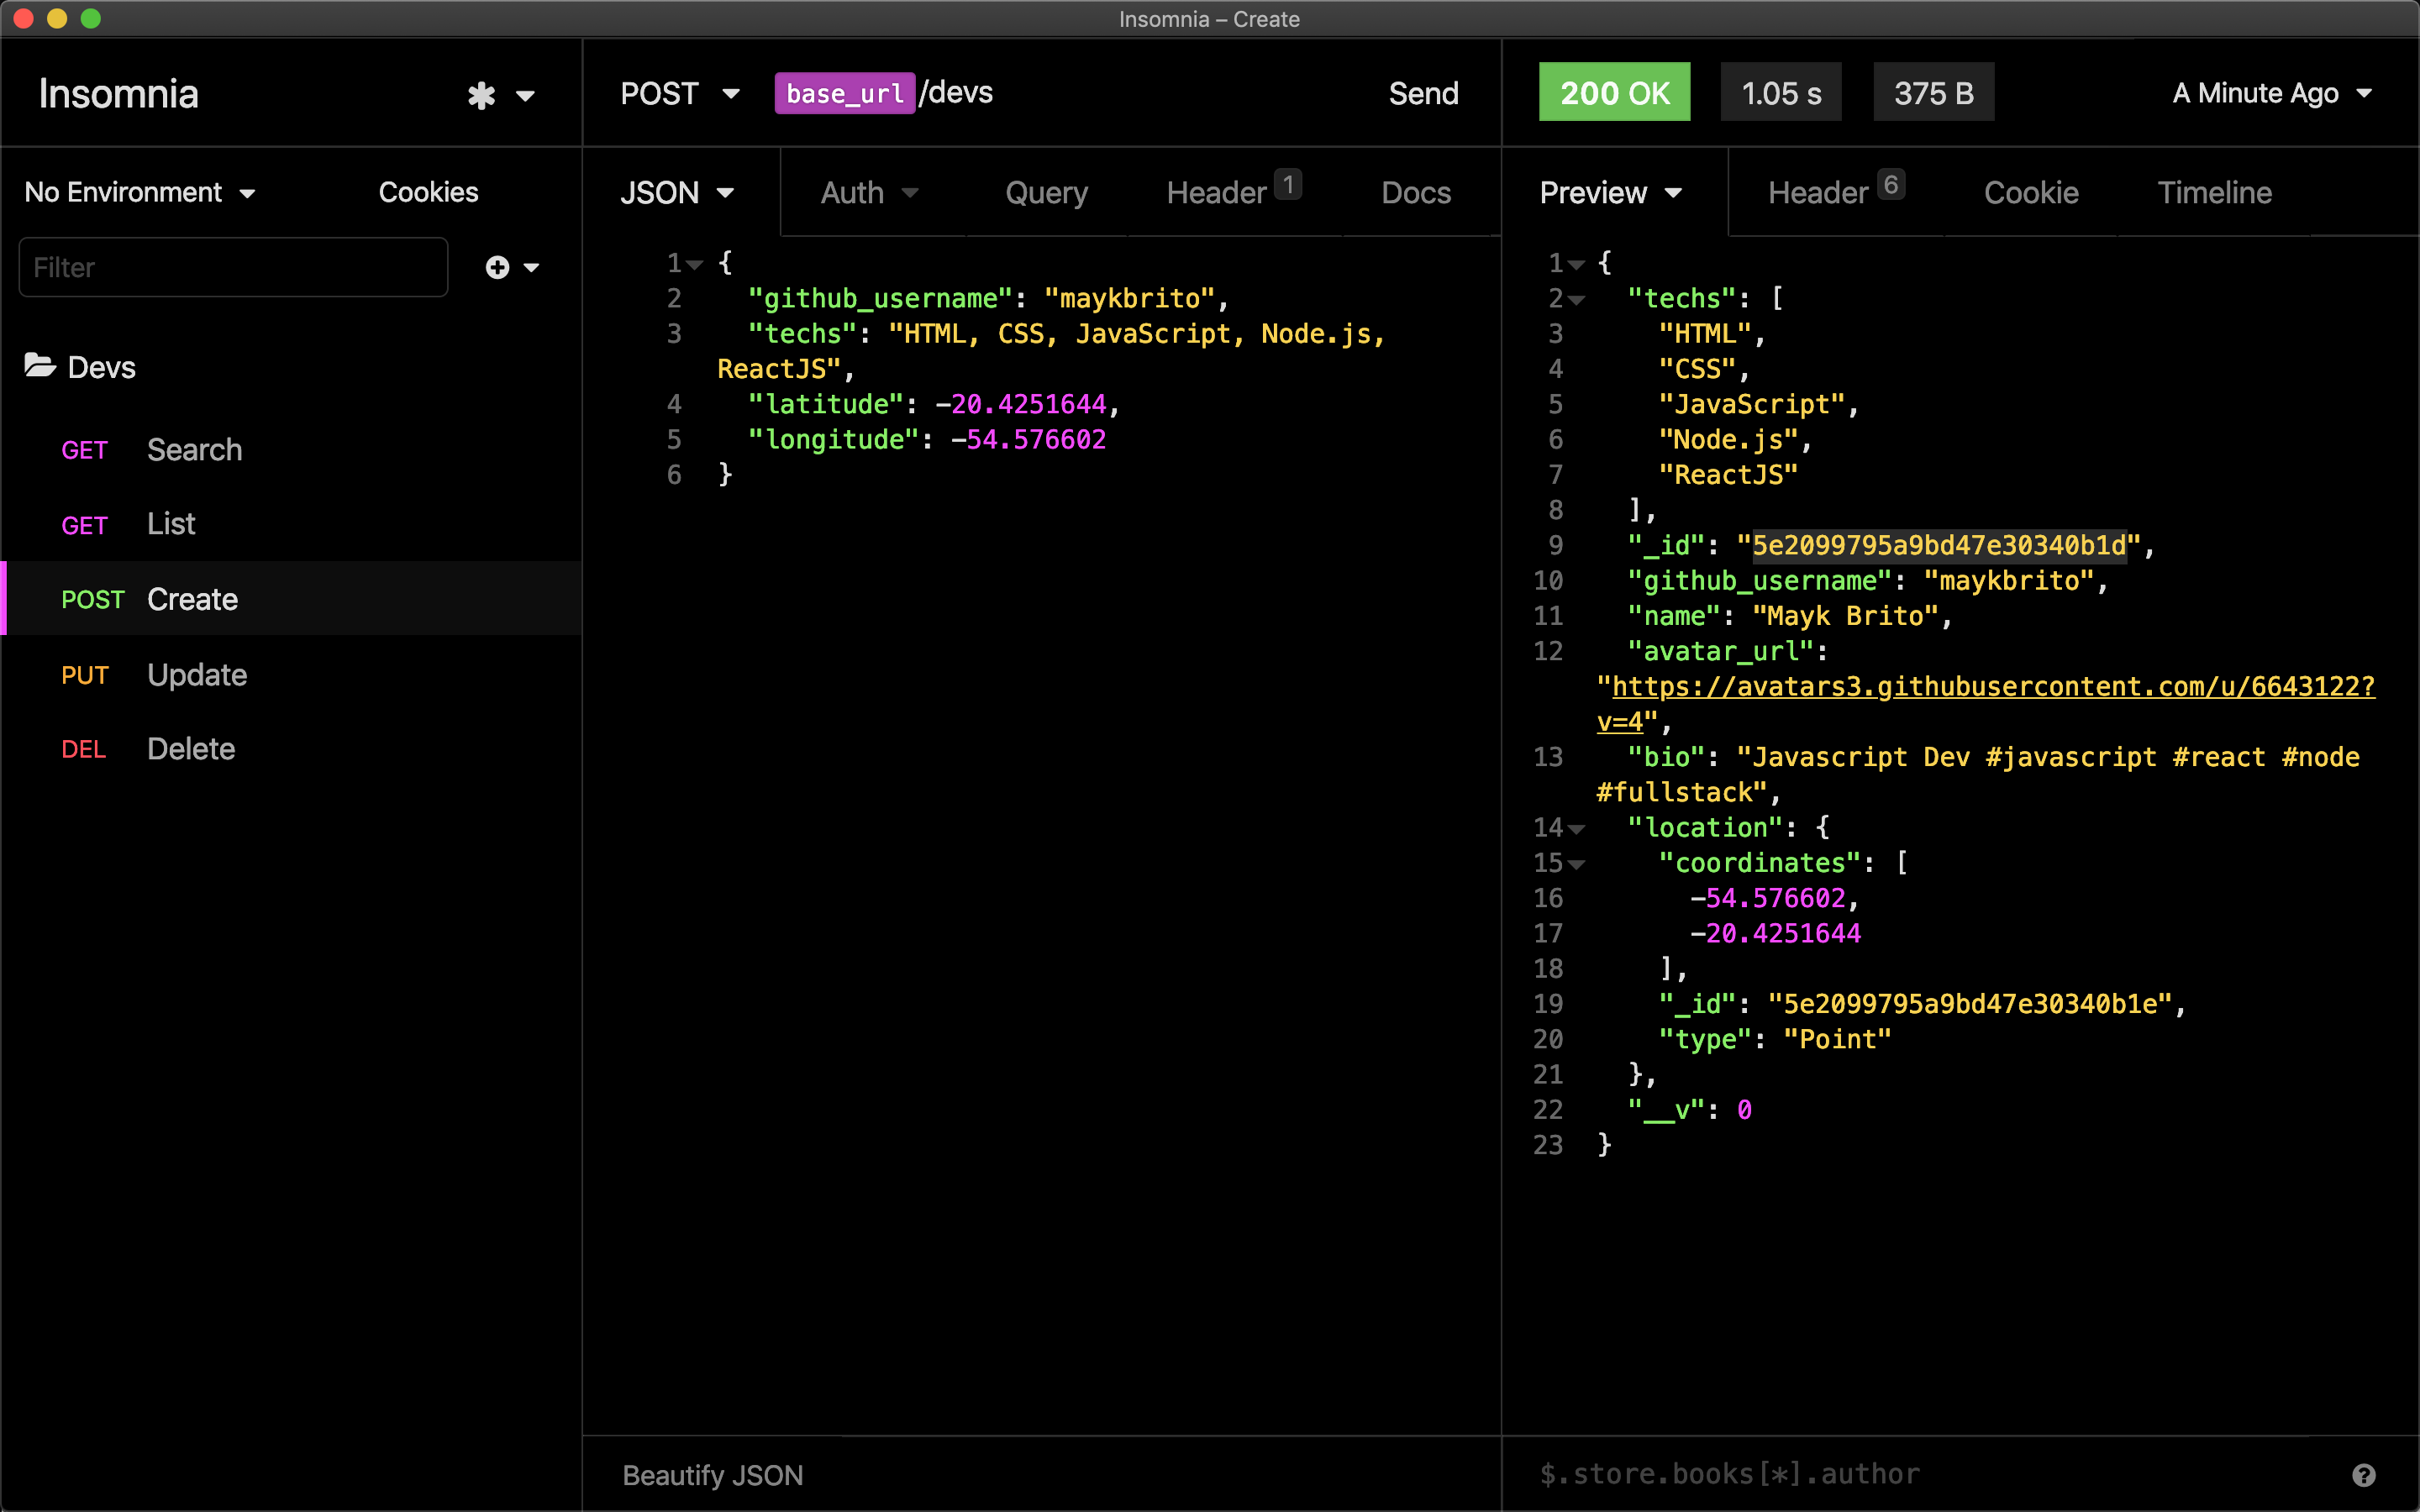 Insomnia – Create
Insomnia
No Environment
Cookies
Filter
Devs
GET Search
GET List
POST Create
PUT Update
DEL Delete
POST base_url/devs Send
JSON Auth Query Header 1 Docs
1 {
2 "github_username": "maykbrito",
3 "techs": "HTML, CSS, JavaScript, Node.js,
ReactJS",
4 "latitude": -20.4251644,
5 "longitude": -54.576602
6 }
Beautify JSON
200 OK 1.05 s 375 B A Minute Ago
Preview Header 6 Cookie Timeline
1 {
2 "techs": [
3 "HTML",
4 "CSS",
5 "JavaScript",
6 "Node.js",
7 "ReactJS"
8 ],
9 "_id": "5e2099795a9bd47e30340b1d",
10 "github_username": "maykbrito",
11 "name": "Mayk Brito",
12 "avatar_url":
"https://avatars3.githubusercontent.com/u/6643122?
v=4",
13 "bio": "Javascript Dev #javascript #react #node
#fullstack",
14 "location": {
15 "coordinates": [
16 -54.576602,
17 -20.4251644
18 ],
19 "_id": "5e2099795a9bd47e30340b1e",
20 "type": "Point"
21 },
22 "__v": 0
23 }
$.store.books[*].author